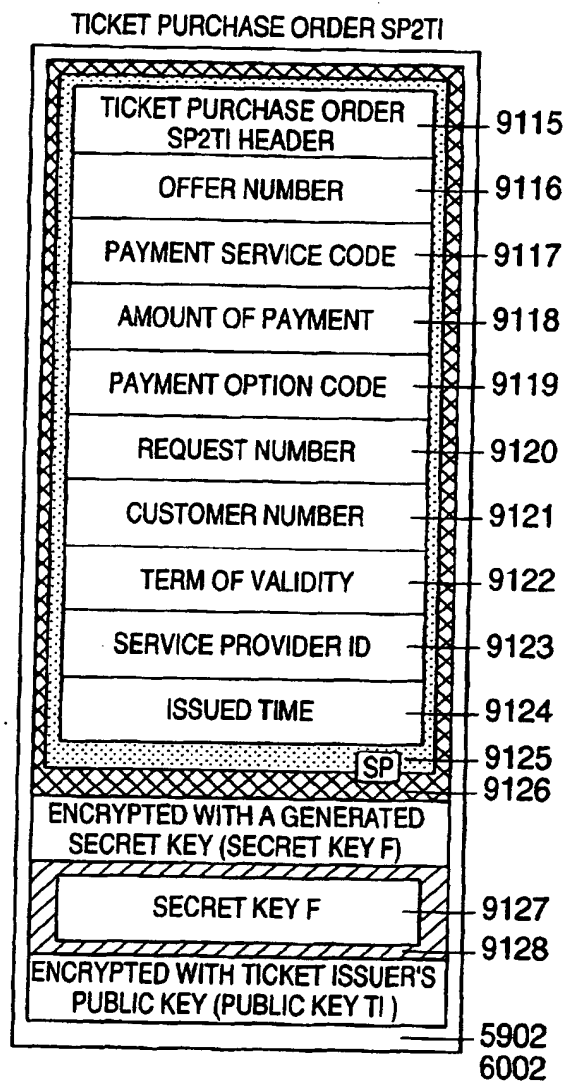 TICKET PURCHASE ORDER SP2TI
TICKET PURCHASE ORDER
SP2TI HEADER
9115
OFFER NUMBER
9116
PAYMENT SERVICE CODE
9117
AMOUNT OF PAYMENT
9118
PAYMENT OPTION CODE
9119
REQUEST NUMBER
9120
CUSTOMER NUMBER
9121
TERM OF VALIDITY
9122
SERVICE PROVIDER ID
9123
ISSUED TIME
9124
SP
9125
9126
ENCRYPTED WITH A GENERATED
SECRET KEY (SECRET KEY F)
SECRET KEY F
9127
9128
ENCRYPTED WITH TICKET ISSUER'S
PUBLIC KEY (PUBLIC KEY TI )
5902
6002